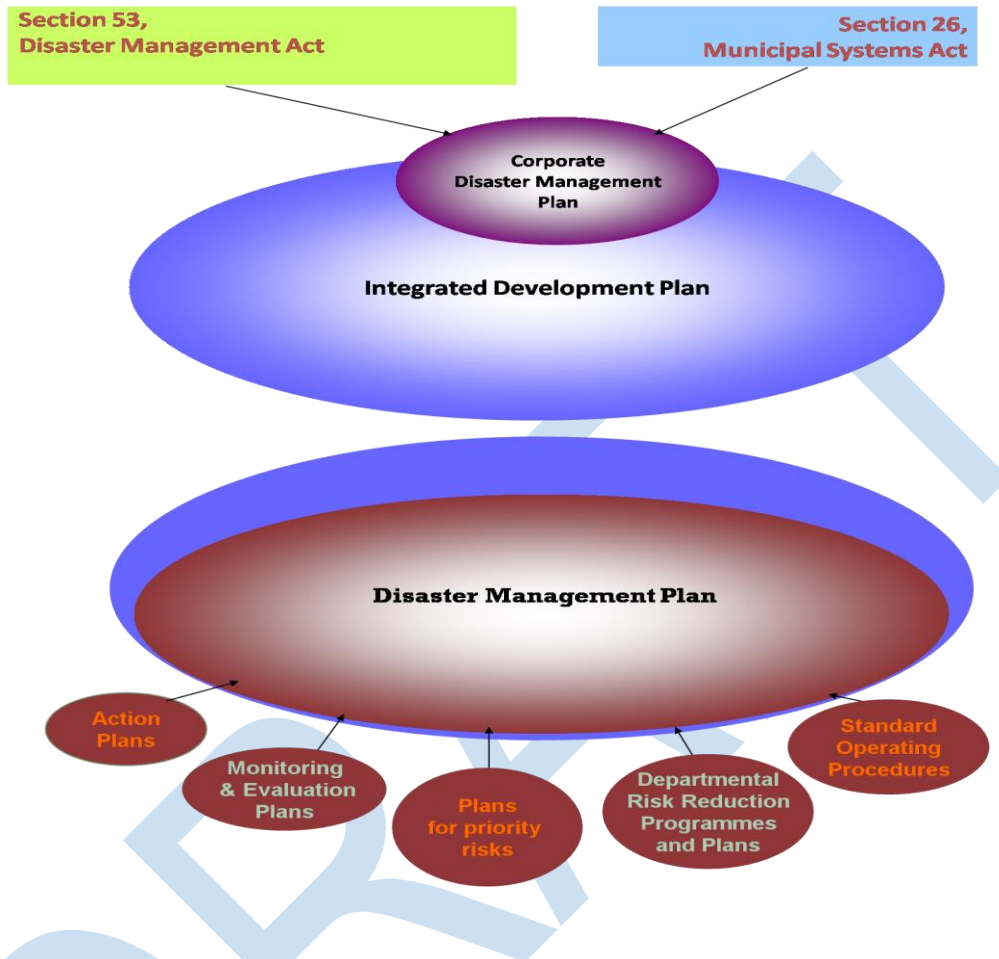 Section 53,
Disaster Management Act
Section 26,
Municipal Systems Act
Corporate
Disaster Management
Plan
Integrated Development Plan
Disaster Management Plan
Action
Plans
Monitoring
& Evaluation
Plans
Plans
for priority
risks
Departmental
Risk Reduction
Programmes
and Plans
Standard
Operating
Procedures